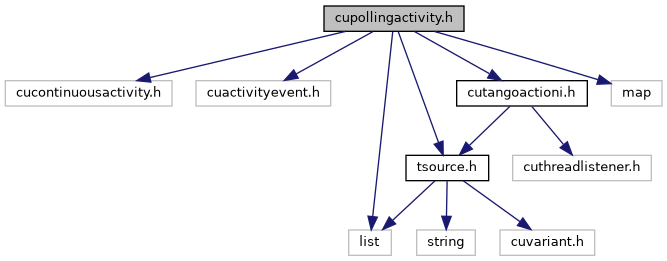 cupollingactivity.h
cucontinuousactivity.h
cuactivityevent.h
cutangoactioni.h
map
tsource.h
cuthreadlistener.h
list
string
cuvariant.h